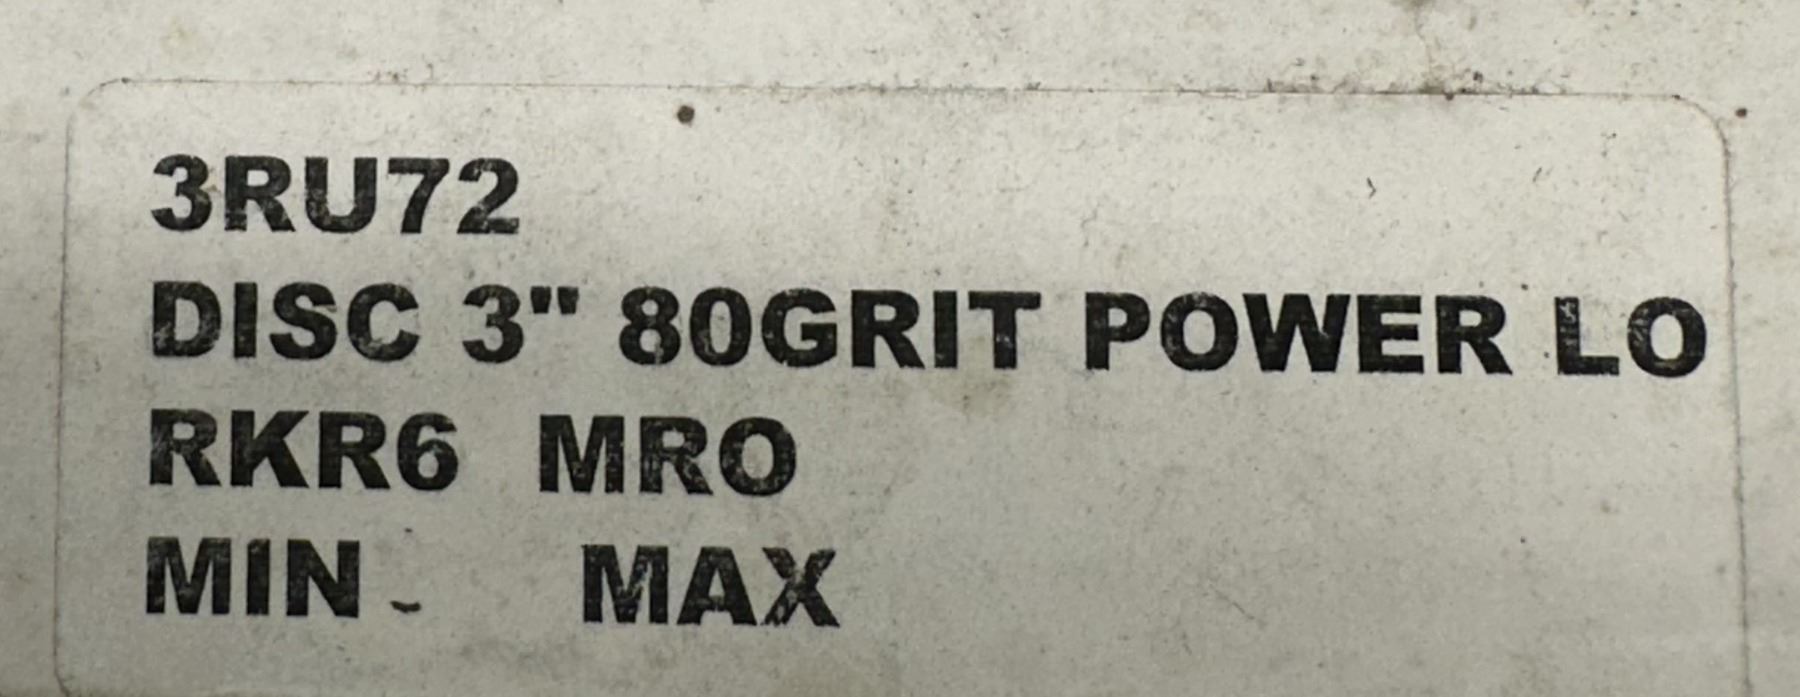 3RU72
DISC 3" 80GRIT POWER LO
RKR6 MRO
MIN MAX